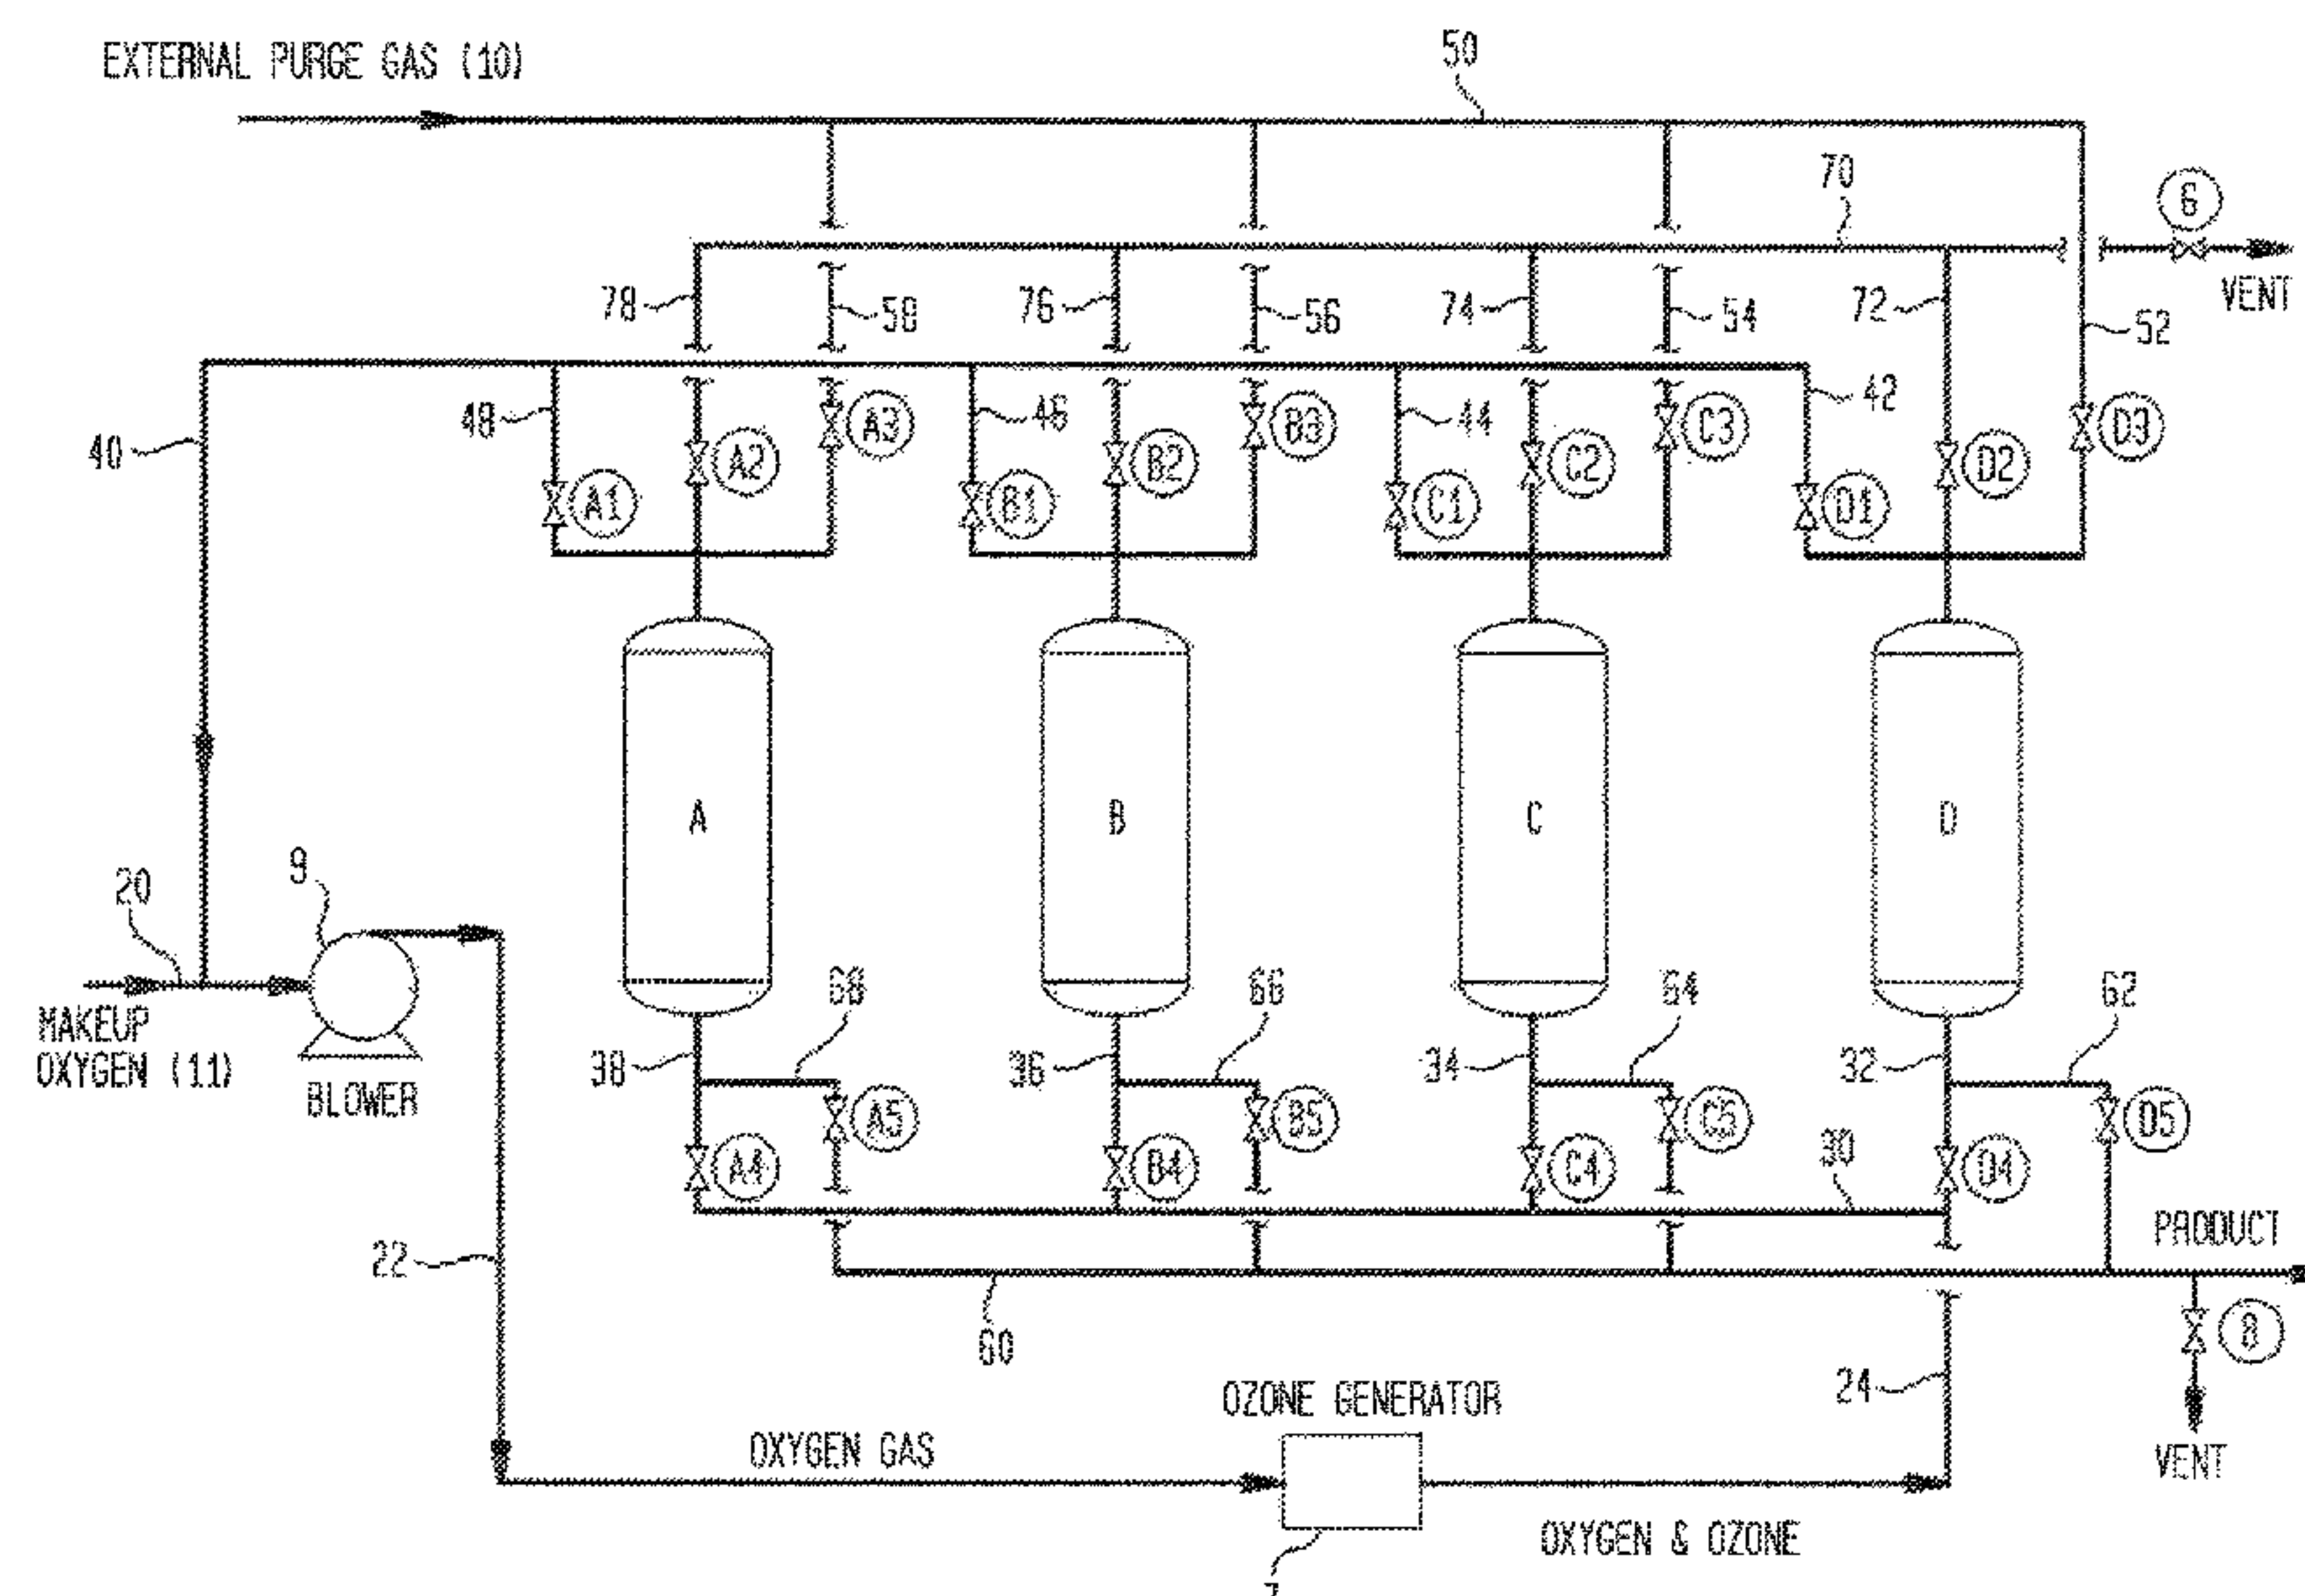 EXTERNAL PURGE GAS (10)
50
70
6
VENT
78
58
76
56
74
54
72
52
40
48
A1
A2
A3
46
B1
B2
B3
44
C1
C2
C3
42
D1
D2
D3
A
B
C
D
20
9
MAKEUP
OXYGEN (11)
BLOWER
38
68
36
66
34
64
32
62
A4
A5
B4
B5
C4
C5
30
D4
D5
22
60
PRODUCT
8
VENT
24
OZONE GENERATOR
OXYGEN GAS
OXYGEN & OZONE